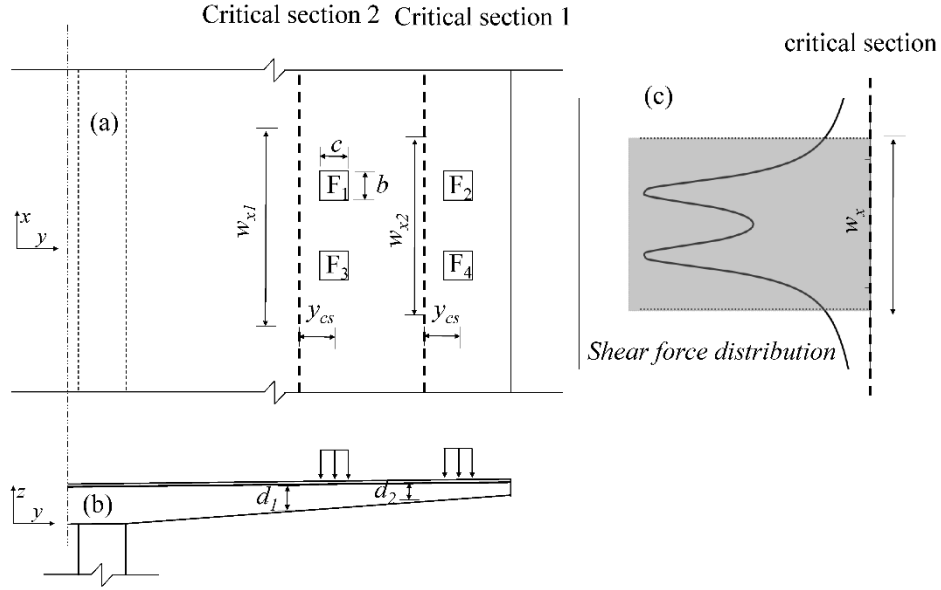 Critical section 2
Critical section 1
critical section
(a)
(c)
c
F1
b
F2
wx1
wx2
wx
x
y
F3
F4
ycs
ycs
Shear force distribution
z
y
(b)
d1
d2